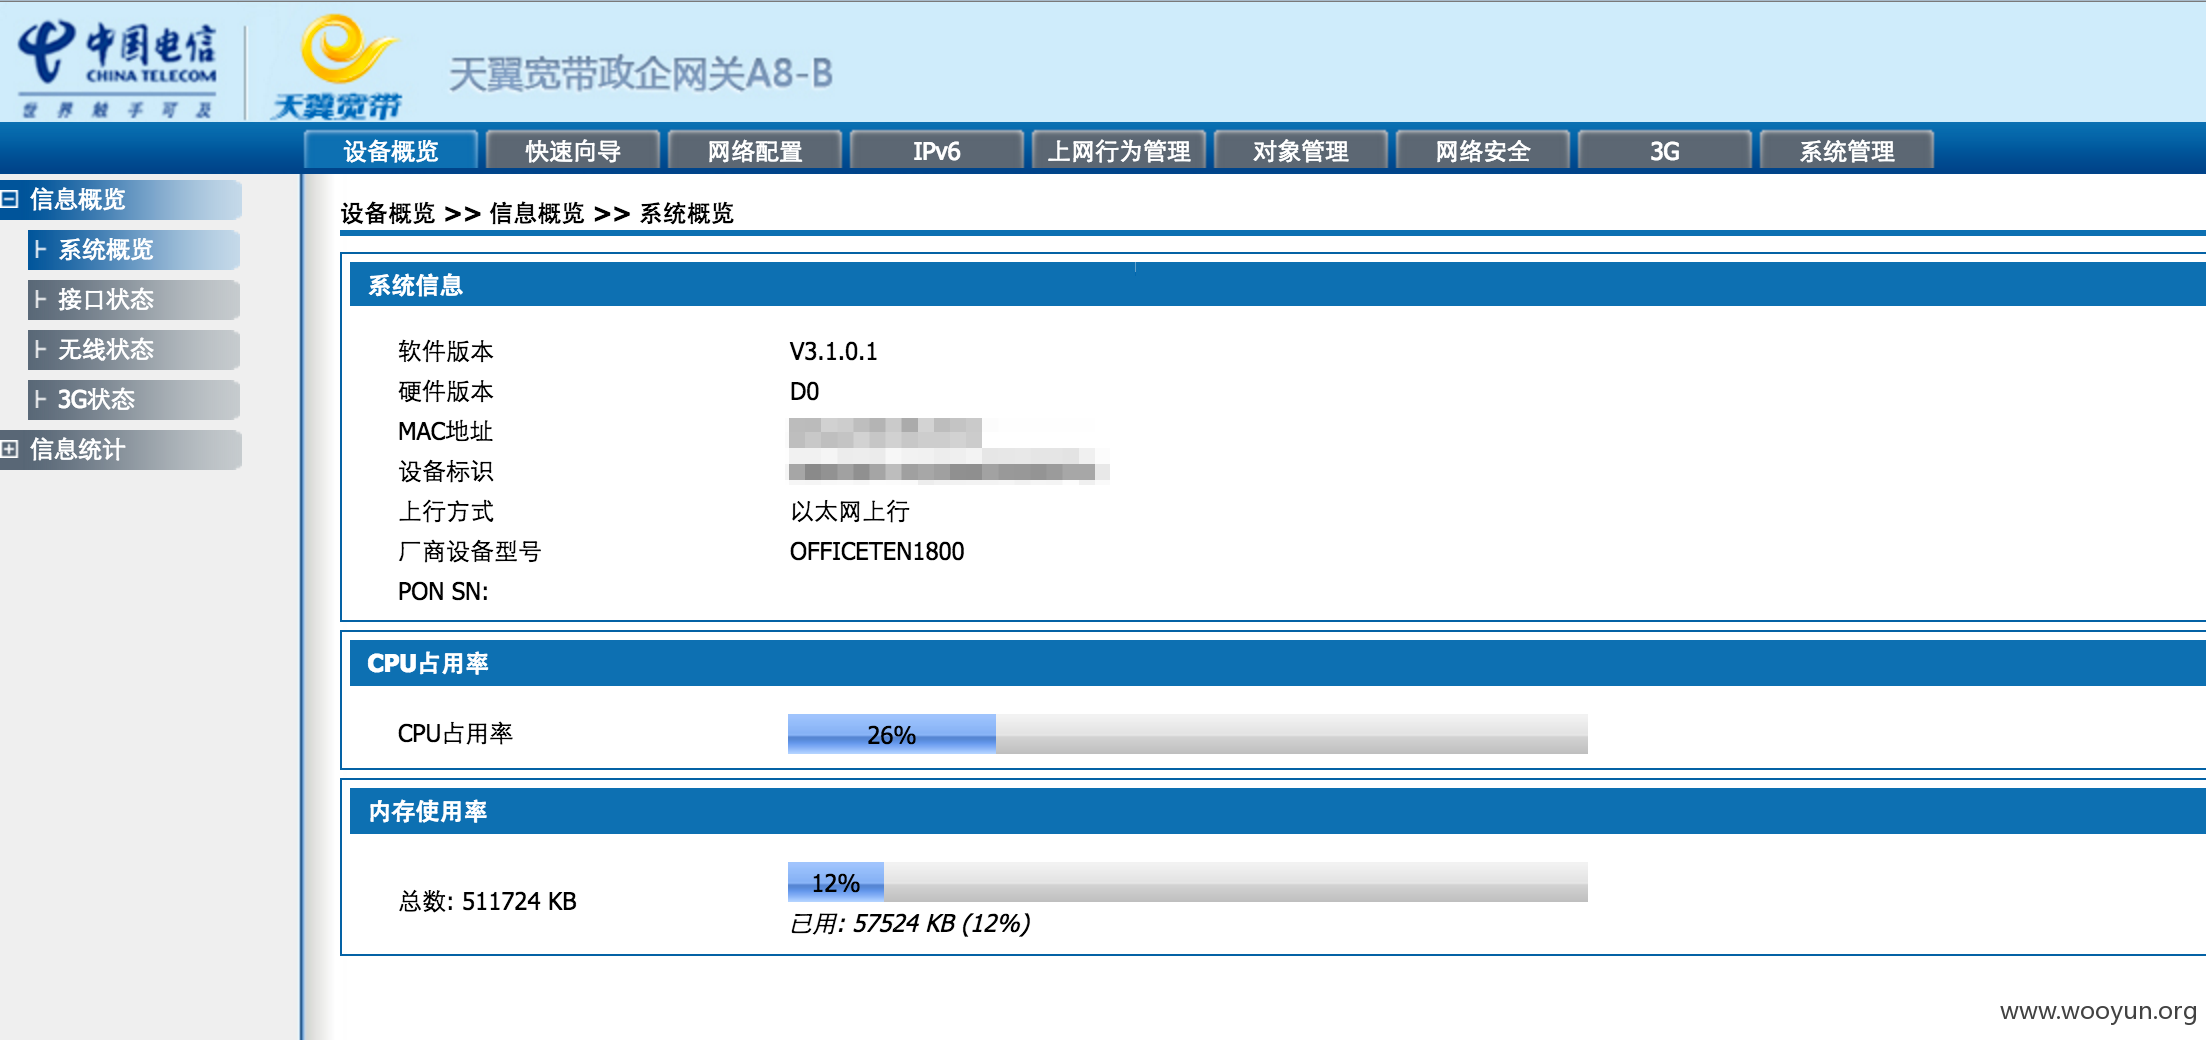 中国电信
CHINA TELECOM
世界触手可及
天翼宽带
天翼宽带政企网关A8-B
设备概览 快速向导 网络配置 IPv6 上网行为管理 对象管理 网络安全 3G 系统管理
信息概览
系统概览
接口状态
无线状态
3G状态
信息统计
设备概览 >> 信息概览 >> 系统概览
系统信息
软件版本 V3.1.0.1
硬件版本 D0
MAC地址
设备标识
上行方式 以太网上行
厂商设备型号 OFFICETEN1800
PON SN:
CPU占用率
CPU占用率 26%
内存使用率
12%
总数: 511724 KB
已用: 57524 KB (12%)
www.wooyun.org